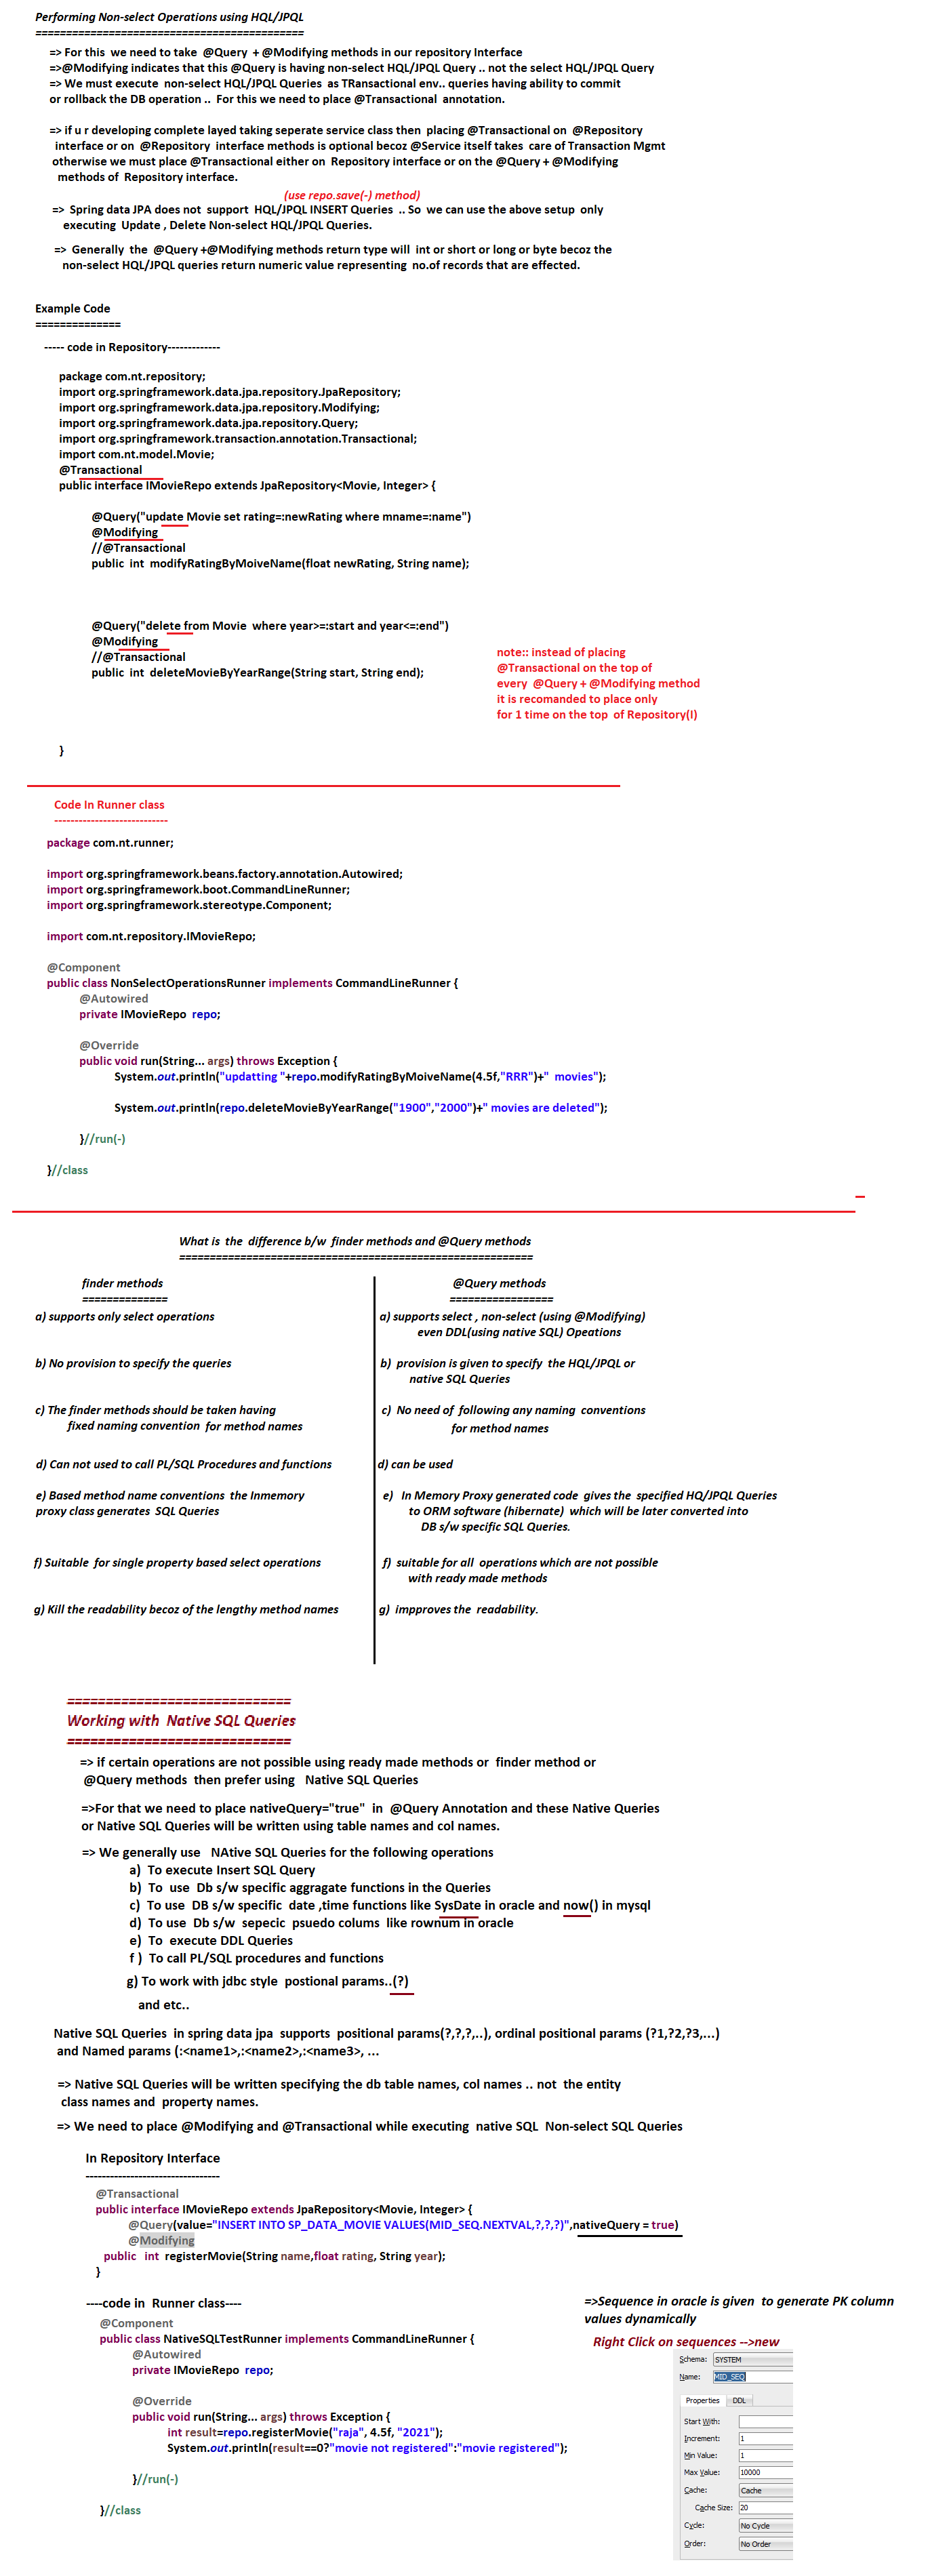 Performing Non-select Operations using HQL/JPQL
============================================
=> For this  we need to take  @Query  + @Modifying methods in our repository Interface
=>@Modifying indicates that this @Query is having non-select HQL/JPQL Query .. not the select HQL/JPQL Query
=> We must execute  non-select HQL/JPQL Queries  as TRansactional env.. queries having ability to commit
or rollback the DB operation ..  For this we need to place @Transactional  annotation.
=> if u r developing complete layed taking seperate service class then  placing @Transactional on  @Repository
interface or on  @Repository  interface methods is optional becoz @Service itself takes  care of Transaction Mgmt
otherwise we must place @Transactional either on  Repository interface or on the @Query + @Modifying
methods of  Repository interface.
(use repo.save(-) method)
=>  Spring data JPA does not  support  HQL/JPQL INSERT Queries  .. So  we can use the above setup  only
executing  Update , Delete Non-select HQL/JPQL Queries.
=>  Generally  the  @Query +@Modifying methods return type will  int or short or long or byte becoz the
non-select HQL/JPQL queries return numeric value representing  no.of records that are effected.
Example Code
==============
----- code in Repository-------------
package com.nt.repository;
import org.springframework.data.jpa.repository.JpaRepository;
import org.springframework.data.jpa.repository.Modifying;
import org.springframework.data.jpa.repository.Query;
import org.springframework.transaction.annotation.Transactional;
import com.nt.model.Movie;
@Transactional
public interface IMovieRepo extends JpaRepository<Movie, Integer> {
@Query("update Movie set rating=:newRating where mname=:name")
@Modifying
//@Transactional
public  int  modifyRatingByMoiveName(float newRating, String name);
@Query("delete from Movie  where year>=:start and year<=:end")
@Modifying
//@Transactional
public  int  deleteMovieByYearRange(String start, String end);
note:: instead of placing
@Transactional on the top of
every  @Query + @Modifying method
it is recomanded to place only
for 1 time on the top  of Repository(I)
}
Code In Runner class
----------------------------
package com.nt.runner;
import org.springframework.beans.factory.annotation.Autowired;
import org.springframework.boot.CommandLineRunner;
import org.springframework.stereotype.Component;
import com.nt.repository.IMovieRepo;
@Component
public class NonSelectOperationsRunner implements CommandLineRunner {
@Autowired
private IMovieRepo  repo;
@Override
public void run(String... args) throws Exception {
System.out.println("updatting "+repo.modifyRatingByMoiveName(4.5f,"RRR")+"  movies");
System.out.println(repo.deleteMovieByYearRange("1900","2000")+" movies are deleted");
}//run(-)
}//class
What is  the  difference b/w  finder methods and @Query methods
==========================================================
finder methods
==============
a) supports only select operations
b) No provision to specify the queries
c) The finder methods should be taken having
fixed naming convention  for method names
d) Can not used to call PL/SQL Procedures and functions
e) Based method name conventions  the Inmemory
proxy class generates  SQL Queries
f) Suitable  for single property based select operations
g) Kill the readability becoz of the lengthy method names
@Query methods
=================
a) supports select , non-select (using @Modifying)
even DDL(using native SQL) Opeations
b)  provision is given to specify  the HQL/JPQL or
native SQL Queries
c)  No need of  following any naming  conventions
for method names
d) can be used
e)   In Memory Proxy generated code  gives the  specified HQ/JPQL Queries
to ORM software (hibernate)  which will be later converted into
DB s/w specific SQL Queries.
f)  suitable for all  operations which are not possible
with ready made methods
g)  impproves the  readability.
=============================
Working with  Native SQL Queries
=============================
=> if certain operations are not possible using ready made methods or  finder method or
@Query methods  then prefer using   Native SQL Queries
=>For that we need to place nativeQuery="true"  in  @Query Annotation and these Native Queries
or Native SQL Queries will be written using table names and col names.
=> We generally use   NAtive SQL Queries for the following operations
a)  To execute Insert SQL Query
b)  To  use  Db s/w specific aggragate functions in the Queries
c)  To use  DB s/w specific  date ,time functions like SysDate in oracle and now() in mysql
d)  To use  Db s/w  sepecic  psuedo colums  like rownum in oracle
e)  To  execute DDL Queries
f )  To call PL/SQL procedures and functions
g) To work with jdbc style  postional params..(?)
and etc..
Native SQL Queries  in spring data jpa  supports  positional params(?,?,?,..), ordinal positional params (?1,?2,?3,...)
and Named params (:<name1>,:<name2>,:<name3>, ...
=> Native SQL Queries will be written specifying the db table names, col names .. not  the entity
class names and  property names.
=> We need to place @Modifying and @Transactional while executing  native SQL  Non-select SQL Queries
In Repository Interface
---------------------------------
@Transactional
public interface IMovieRepo extends JpaRepository<Movie, Integer> {
@Query(value="INSERT INTO SP_DATA_MOVIE VALUES(MID_SEQ.NEXTVAL,?,?,?)",nativeQuery = true)
@Modifying
public   int  registerMovie(String name,float rating, String year);
}
----code in  Runner class----
@Component
public class NativeSQLTestRunner implements CommandLineRunner {
@Autowired
private IMovieRepo  repo;
@Override
public void run(String... args) throws Exception {
int result=repo.registerMovie("raja", 4.5f, "2021");
System.out.println(result==0?"movie not registered":"movie registered");
}//run(-)
}//class
=>Sequence in oracle is given  to generate PK column
values dynamically
Right Click on sequences -->new
Schema: SYSTEM
Name: MID_SEQ
Properties DDL
Start With:
Increment: 1
Min Value: 1
Max Value: 10000
Cache: Cache
Cache Size: 20
Cycle: No Cycle
Order: No Order